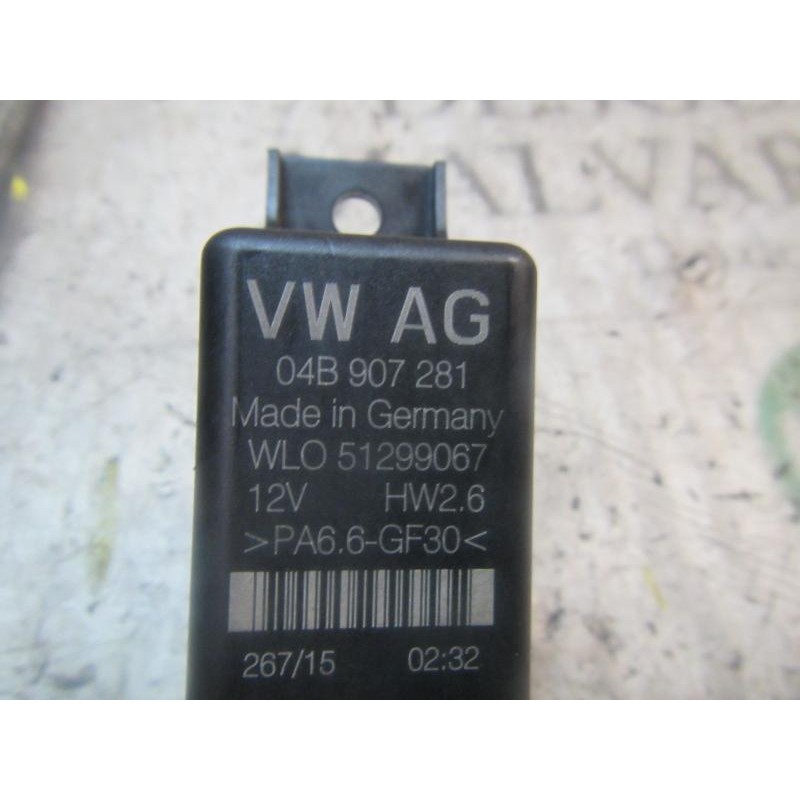 VW AG
04B 907 281
Made in Germany
WLO 51299067
12V HW2.6
>PA6.6-GF30<
267/15 02:32